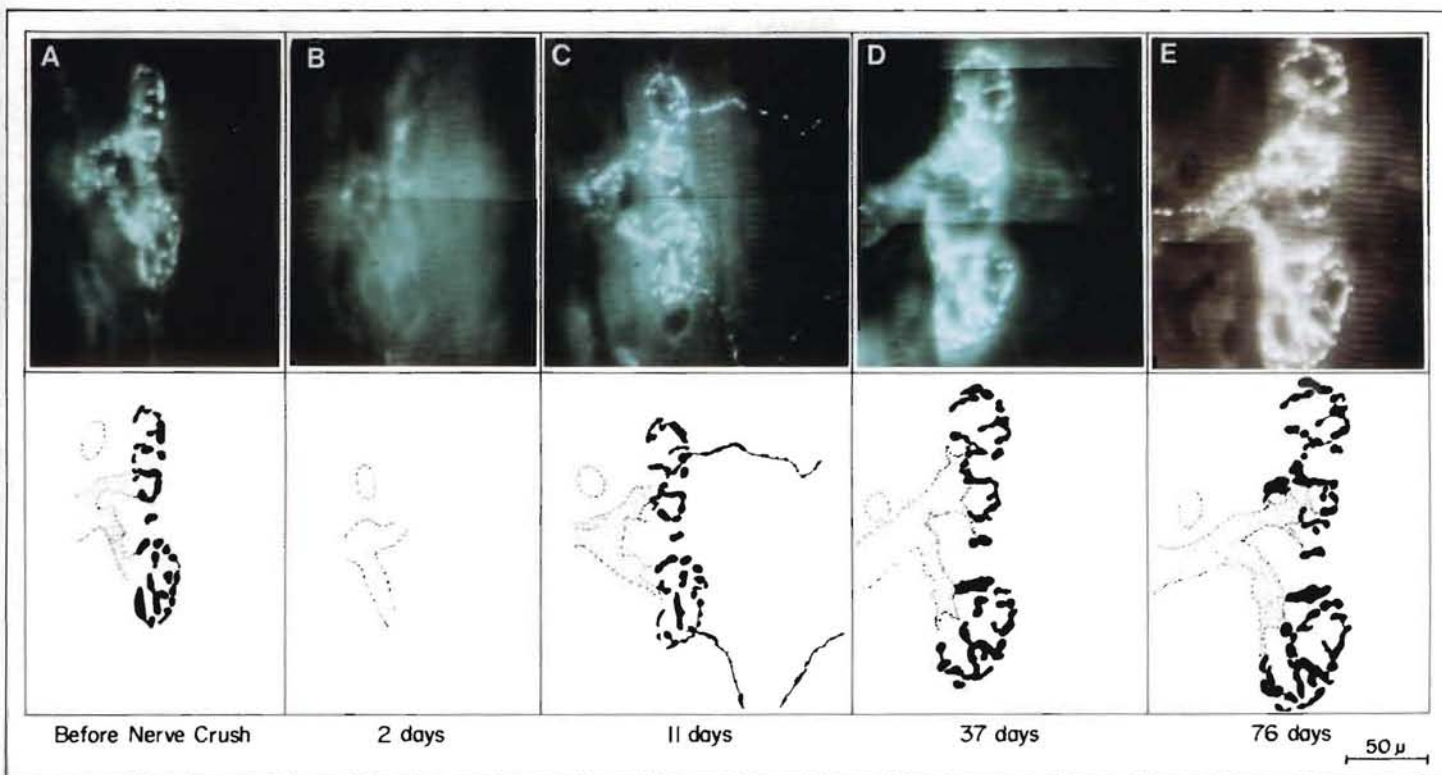 A
B
C
D
E
Before Nerve Crush
2 days
11 days
37 days
76 days
50 µ